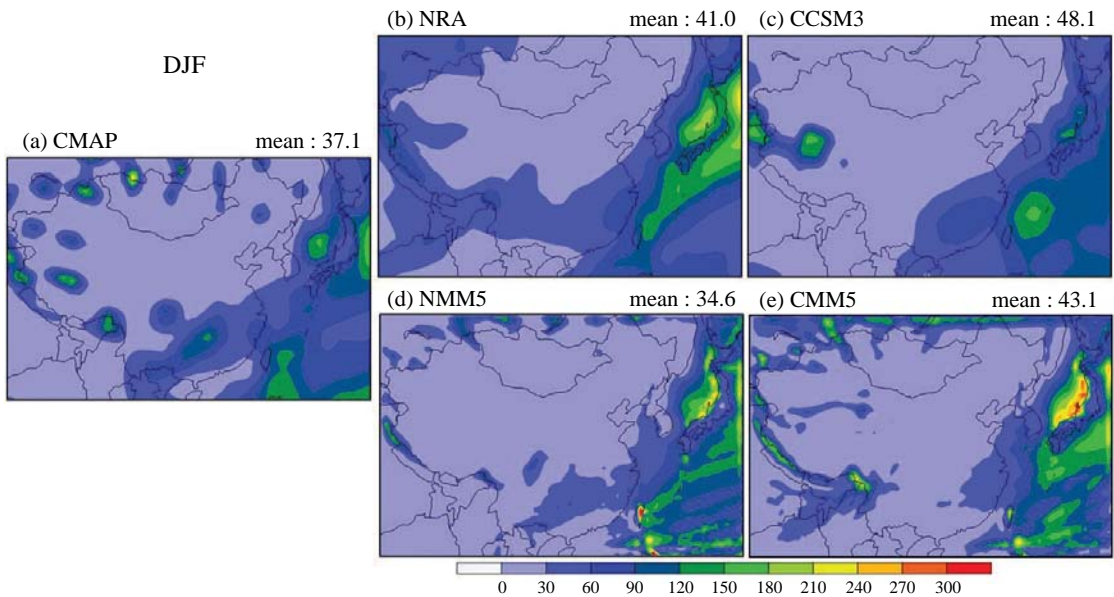 DJF
(a) CMAP mean : 37.1
(b) NRA mean : 41.0
(c) CCSM3 mean : 48.1
(d) NMM5 mean : 34.6
(e) CMM5 mean : 43.1
0 30 60 90 120 150 180 210 240 270 300